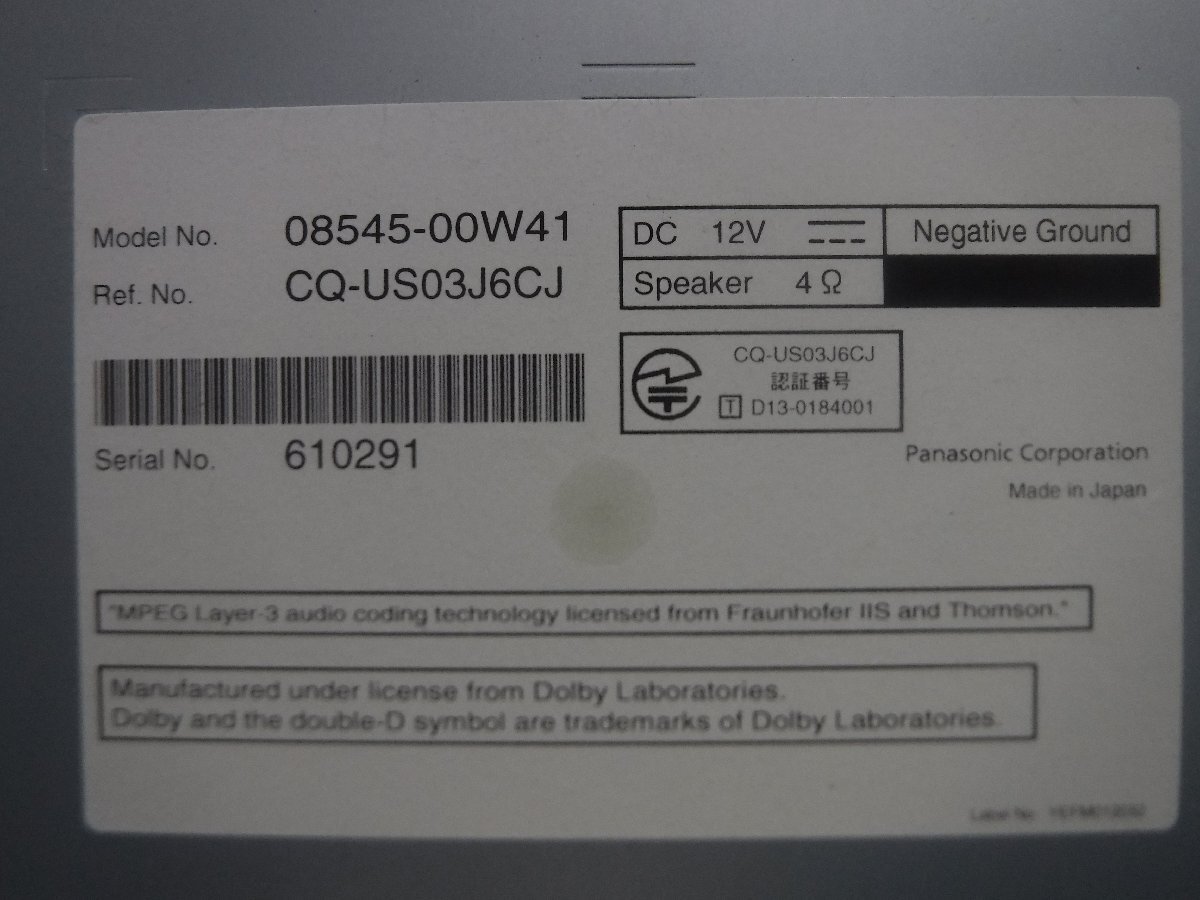 Model No. 08545-00W41
Ref. No. CQ-US03J6CJ
DC 12V Negative Ground
Speaker 4 Ω
CQ-US03J6CJ
認証番号
T D13-0184001
Serial No. 610291
Panasonic Corporation
Made in Japan
"MPEG Layer-3 audio coding technology licensed from Fraunhofer IIS and Thomson."
Manufactured under license from Dolby Laboratories.
Dolby and the double-D symbol are trademarks of Dolby Laboratories.
Label No.